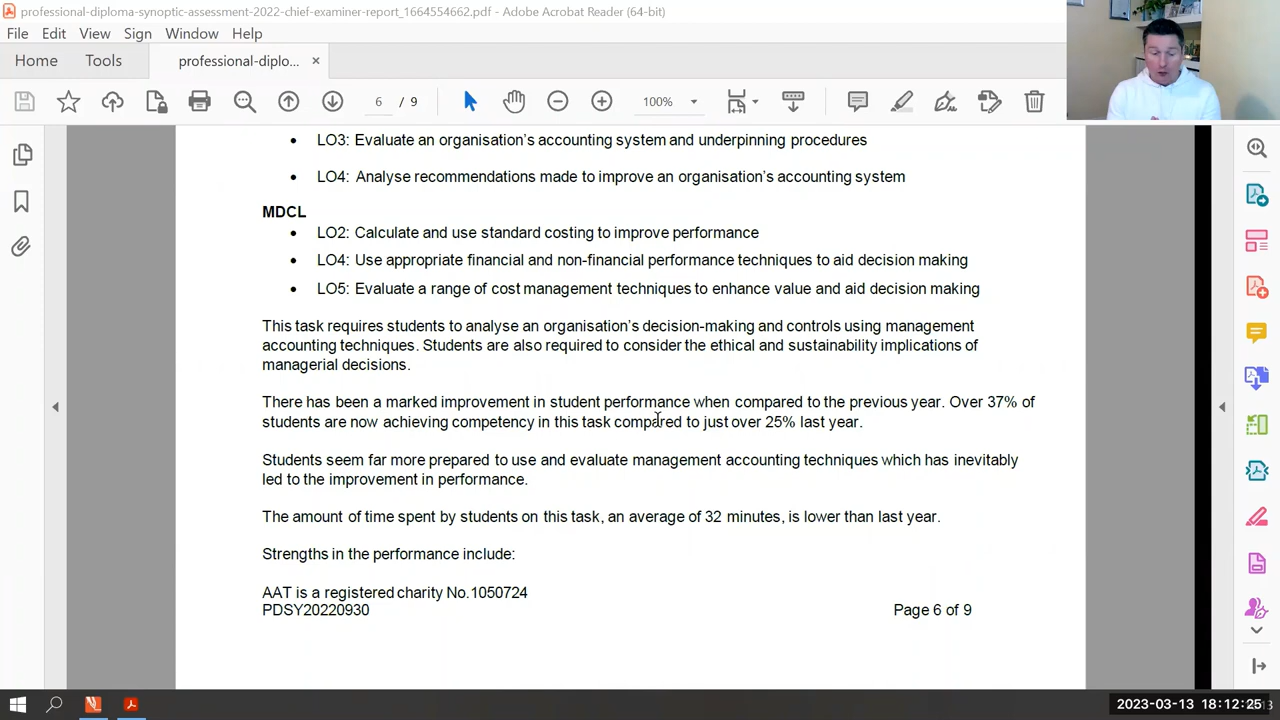 professional-diploma-synoptic-assessment-2022-chief-examiner-report_1664554662.pdf - Adobe Acrobat Reader (64-bit)
File Edit View Sign Window Help
Home Tools professional-diplo... ×
6 / 9 100%
• LO3: Evaluate an organisation's accounting system and underpinning procedures
• LO4: Analyse recommendations made to improve an organisation's accounting system
MDCL
• LO2: Calculate and use standard costing to improve performance
• LO4: Use appropriate financial and non-financial performance techniques to aid decision making
• LO5: Evaluate a range of cost management techniques to enhance value and aid decision making
This task requires students to analyse an organisation's decision-making and controls using management
accounting techniques. Students are also required to consider the ethical and sustainability implications of
managerial decisions.
There has been a marked improvement in student performance when compared to the previous year. Over 37% of
students are now achieving competency in this task compared to just over 25% last year.
Students seem far more prepared to use and evaluate management accounting techniques which has inevitably
led to the improvement in performance.
The amount of time spent by students on this task, an average of 32 minutes, is lower than last year.
Strengths in the performance include:
AAT is a registered charity No.1050724
PDSY20220930 Page 6 of 9
2023-03-13 18:12:25